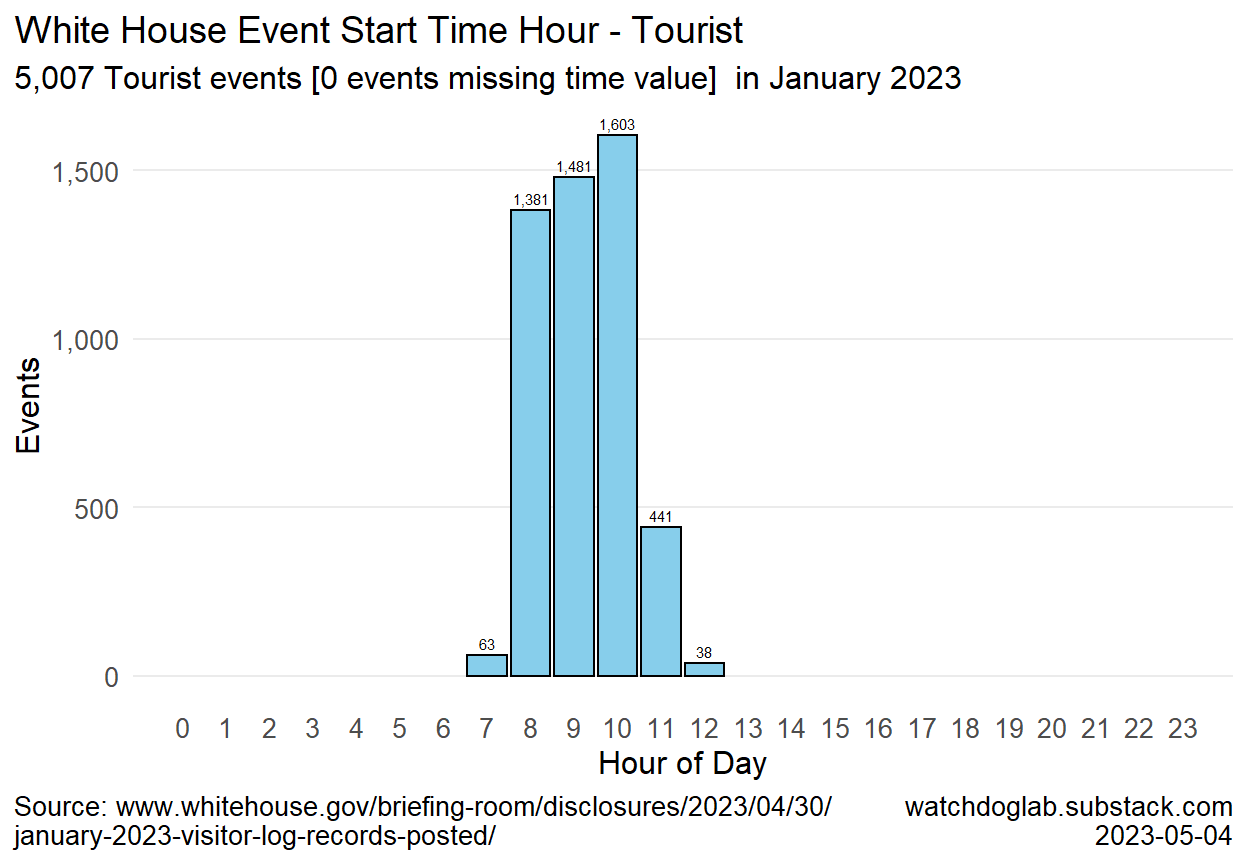 White House Event Start Time Hour - Tourist
5,007 Tourist events [0 events missing time value]  in January 2023
1,603
1,500
1,481
1,381
1,000
Events
500
441
63
38
0
0 1 2 3 4 5 6 7 8 9 10 11 12 13 14 15 16 17 18 19 20 21 22 23
Hour of Day
Source: www.whitehouse.gov/briefing-room/disclosures/2023/04/30/
january-2023-visitor-log-records-posted/
watchdoglab.substack.com
2023-05-04